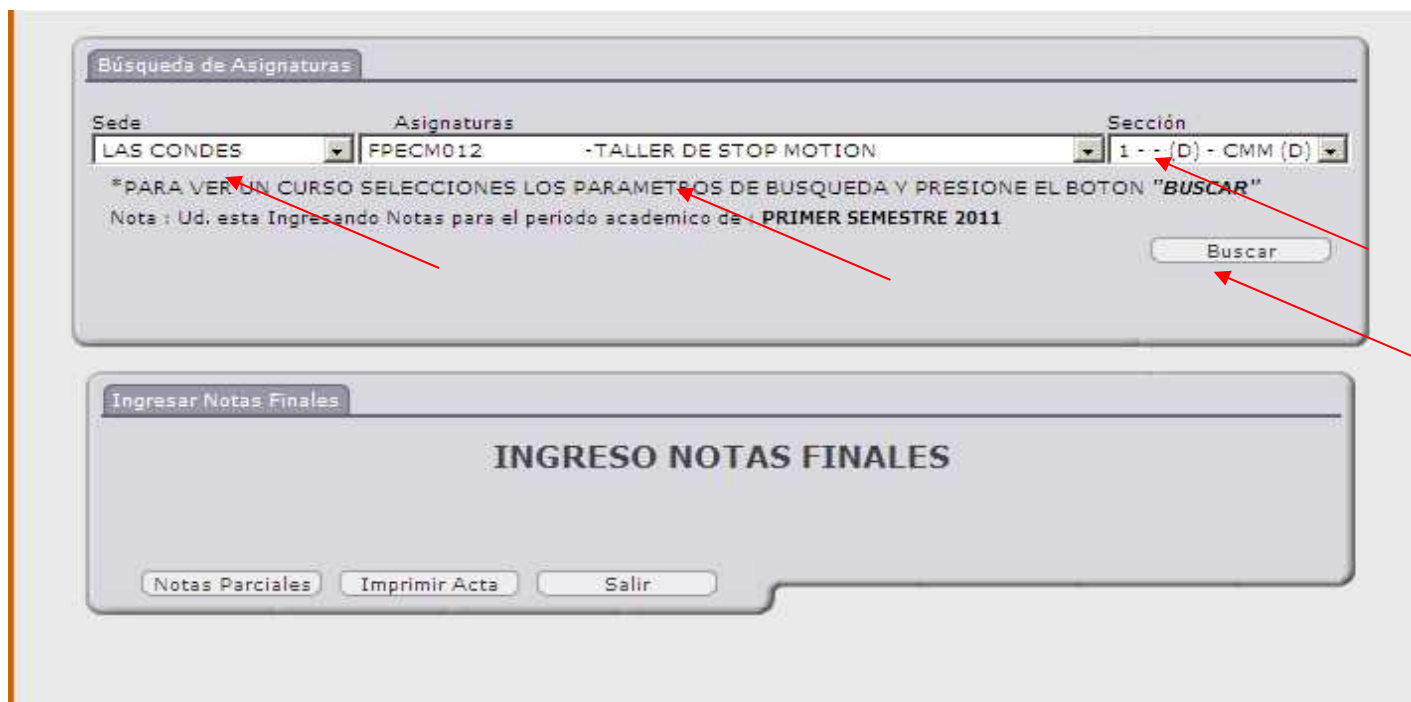 Búsqueda de Asignaturas
Sede Asignaturas Sección
LAS CONDES FPECM012 -TALLER DE STOP MOTION 1 - - (D) - CMM (D)
*PARA VER UN CURSO SELECCIONES LOS PARAMETROS DE BUSQUEDA Y PRESIONE EL BOTON "BUSCAR"
Nota : Ud. esta Ingresando Notas para el periodo academico de : PRIMER SEMESTRE 2011
Buscar
Ingresar Notas Finales
INGRESO NOTAS FINALES
Notas Parciales Imprimir Acta Salir